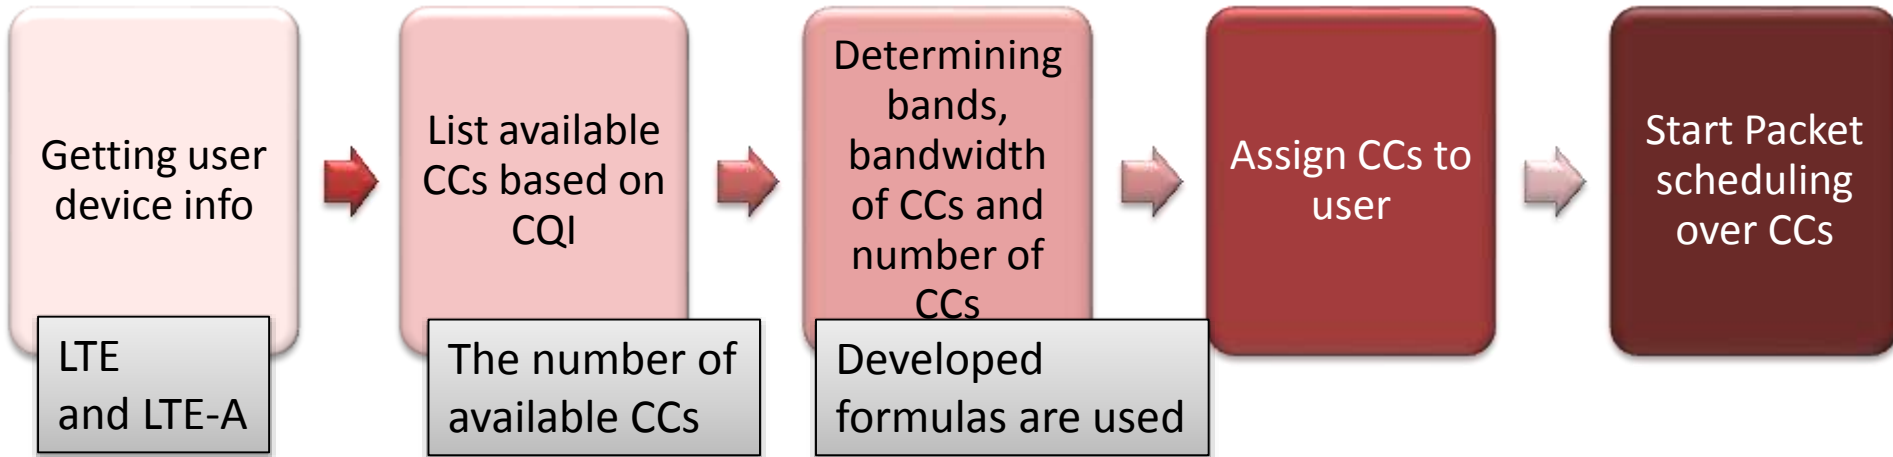 Getting user
device info
LTE
and LTE-A
List available
CCs based on
CQI
The number of
available CCs
Determining
bands,
bandwidth
of CCs and
number of
CCs
Developed
formulas are used
Assign CCs to
user
Start Packet
scheduling
over CCs